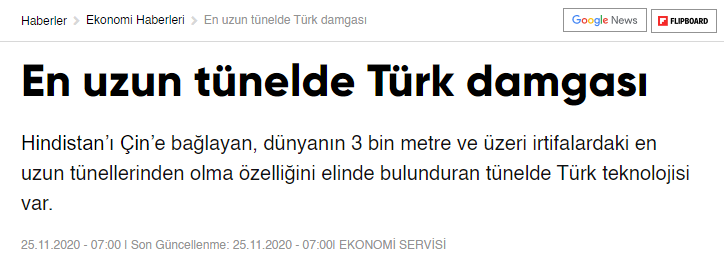 Haberler > Ekonomi Haberleri > En uzun tünelde Türk damgası
Google News
FLIPBOARD
En uzun tünelde Türk damgası
Hindistan’ı Çin’e bağlayan, dünyanın 3 bin metre ve üzeri irtifalardaki en
uzun tünellerinden olma özelliğini elinde bulunduran tünelde Türk teknolojisi
var.
25.11.2020 - 07:00 | Son Güncellenme: 25.11.2020 - 07:00| EKONOMİ SERVİSİ